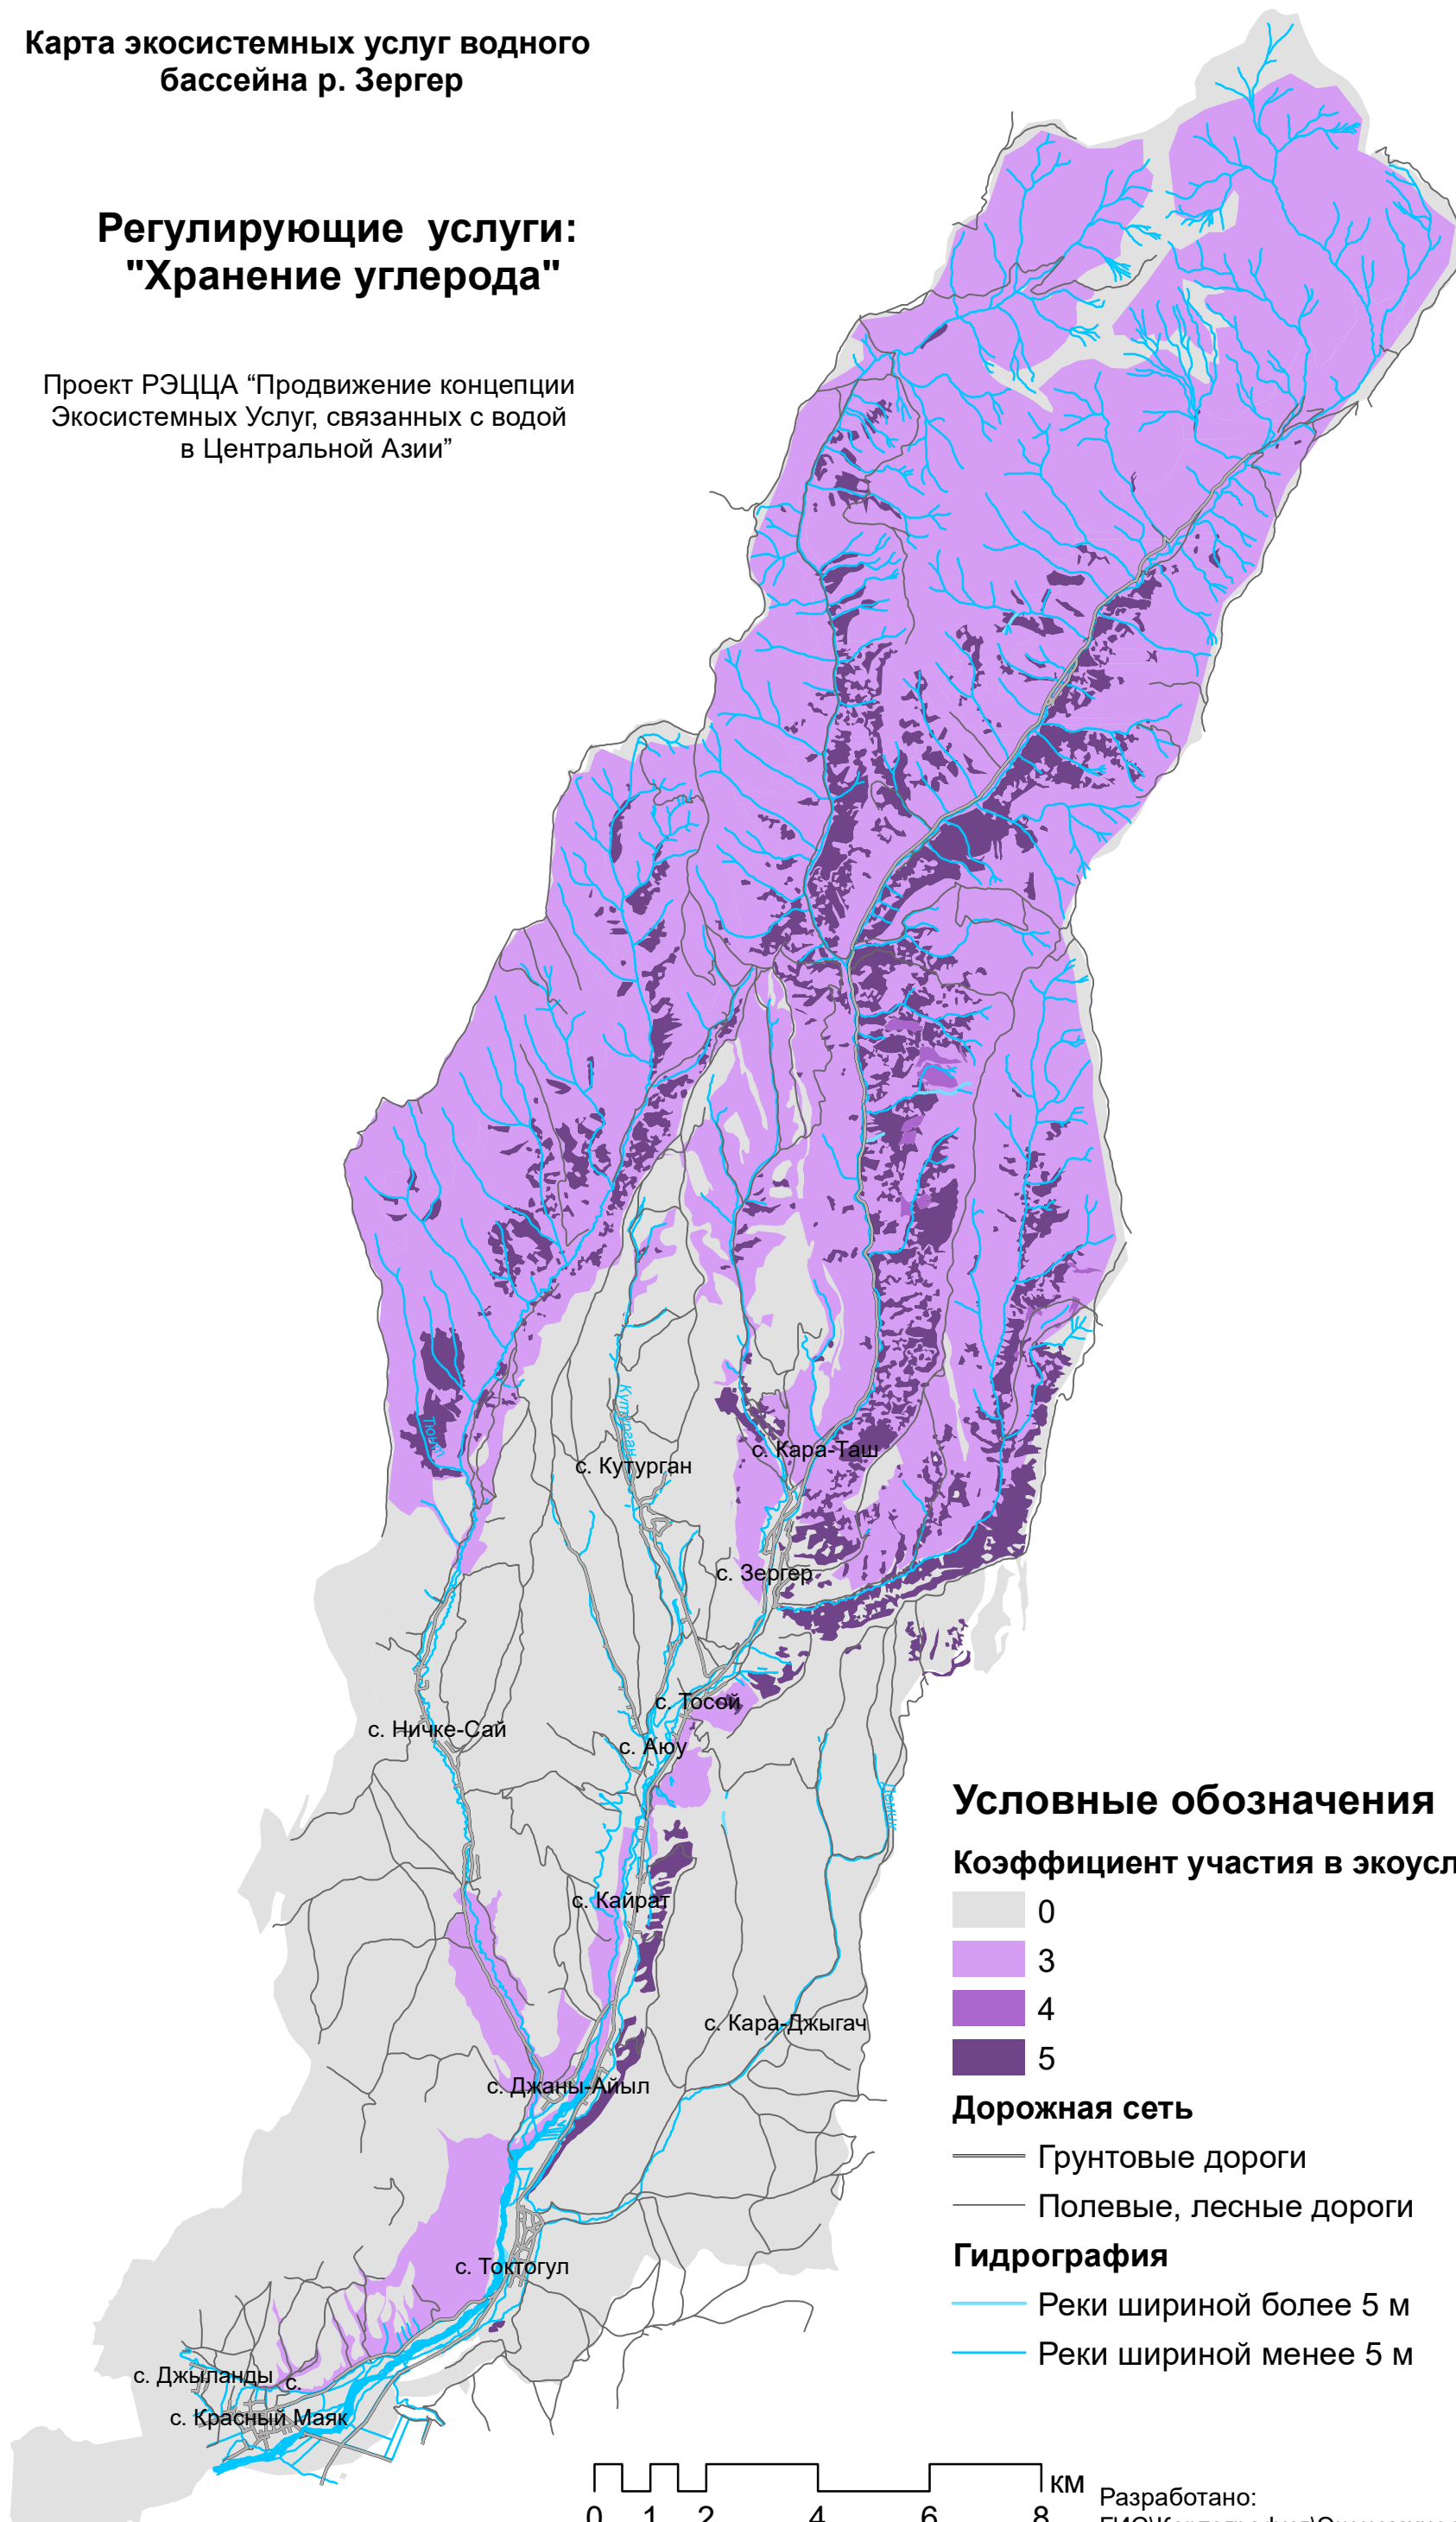 Карта экосистемных услуг водного
бассейна р. Зергер
Регулирующие услуги:
"Хранение углерода"
Проект РЭЦЦА “Продвижение концепции
Экосистемных Услуг, связанных с водой
в Центральной Азии”
Кутурган
Тюит
с. Кара-Таш
с. Кутурган
с. Зергер
с. Тосой
с. Ничке-Сай
с. Аюу
с. Кайрат
с. Кара-Джыгач
с. Джаны-Айыл
с. Токтогул
с. Джыланды
с.
с. Красный Маяк
Условные обозначения
Коэффициент участия в экоусл
0
3
4
5
Дорожная сеть
Грунтовые дороги
Полевые, лесные дороги
Гидрография
Реки шириной более 5 м
Реки шириной менее 5 м
км
0 1 2 4 6 8
Разработано: